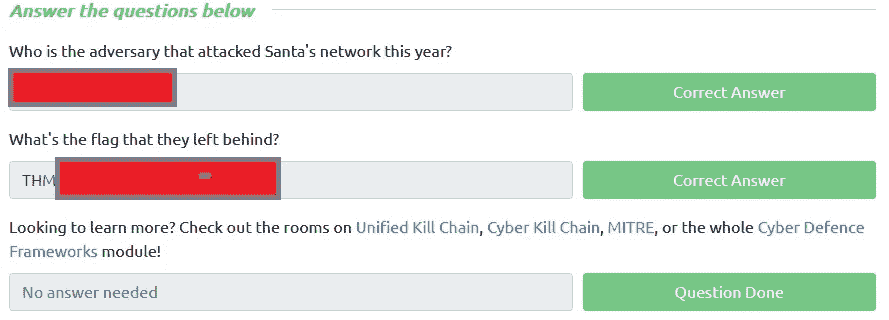 Answer the questions below
Who is the adversary that attacked Santa's network this year?
Correct Answer
What's the flag that they left behind?
THM
Correct Answer
Looking to learn more? Check out the rooms on Unified Kill Chain, Cyber Kill Chain, MITRE, or the whole Cyber Defence
Frameworks module!
No answer needed
Question Done